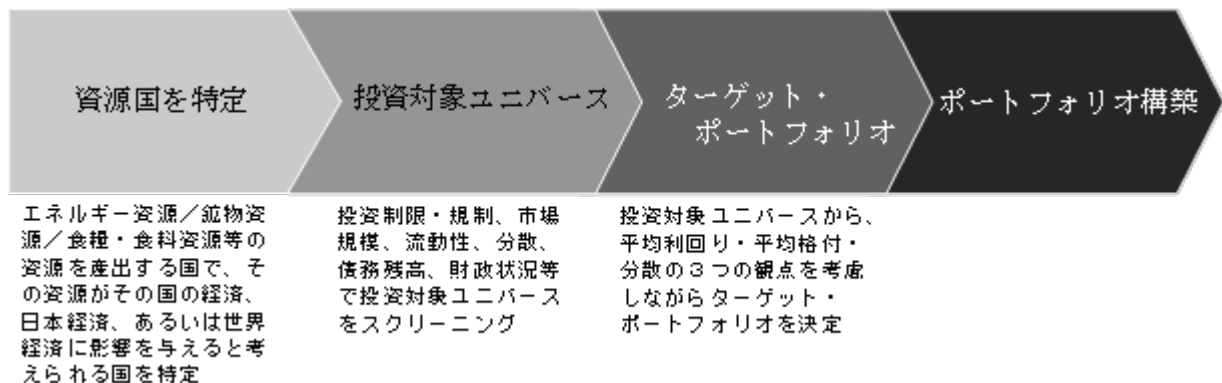 資源国を特定
投資対象ユニバース
ターゲット・
ポートフォリオ
ポートフォリオ構築
エネルギー資源／鉱物資
源／食糧・食料資源等の
資源を産出する国で、そ
の資源がその国の経済、
日本経済、あるいは世界
経済に影響を与えると考
えられる国を特定
投資制限・規制、市場
規模、流動性、分散、
債務残高、財政状況等
で投資対象ユニバース
をスクリーニング
投資対象ユニバースから、
平均利回り・平均格付・
分散の３つの観点を考慮
しながらターゲット・
ポートフォリオを決定